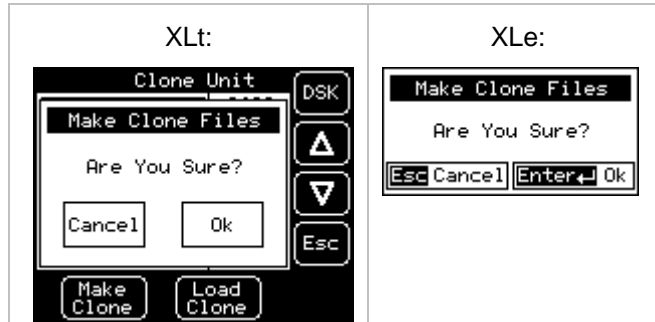 XLt:
Clone Unit
DSK
Make Clone Files
Are You Sure?
Cancel
Ok
Esc
Make
Clone
Load
Clone
XLe:
Make Clone Files
Are You Sure?
Esc Cancel Enter↵ Ok